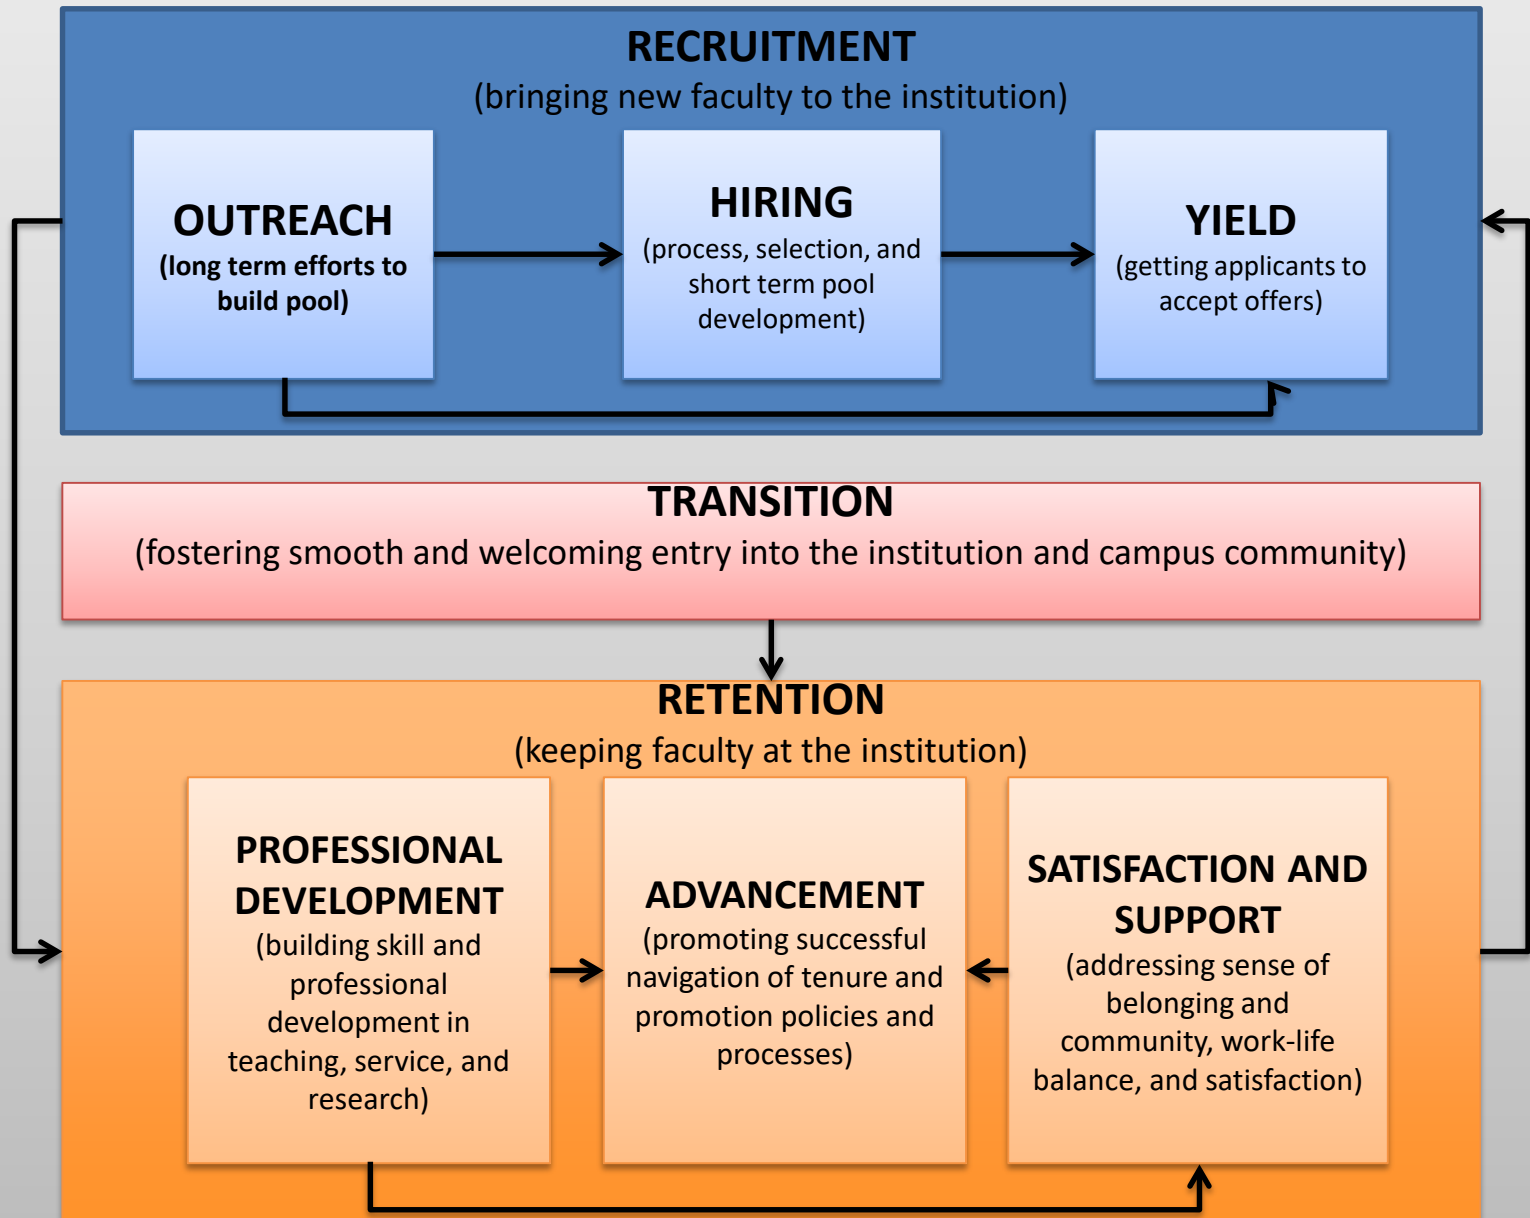 RECRUITMENT
(bringing new faculty to the institution)
OUTREACH
(long term efforts to
build pool)
HIRING
(process, selection, and
short term pool
development)
YIELD
(getting applicants to
accept offers)
TRANSITION
(fostering smooth and welcoming entry into the institution and campus community)
RETENTION
(keeping faculty at the institution)
PROFESSIONAL
DEVELOPMENT
(building skill and
professional
development in
teaching, service, and
research)
ADVANCEMENT
(promoting successful
navigation of tenure and
promotion policies and
processes)
SATISFACTION AND
SUPPORT
(addressing sense of
belonging and
community, work-life
balance, and satisfaction)